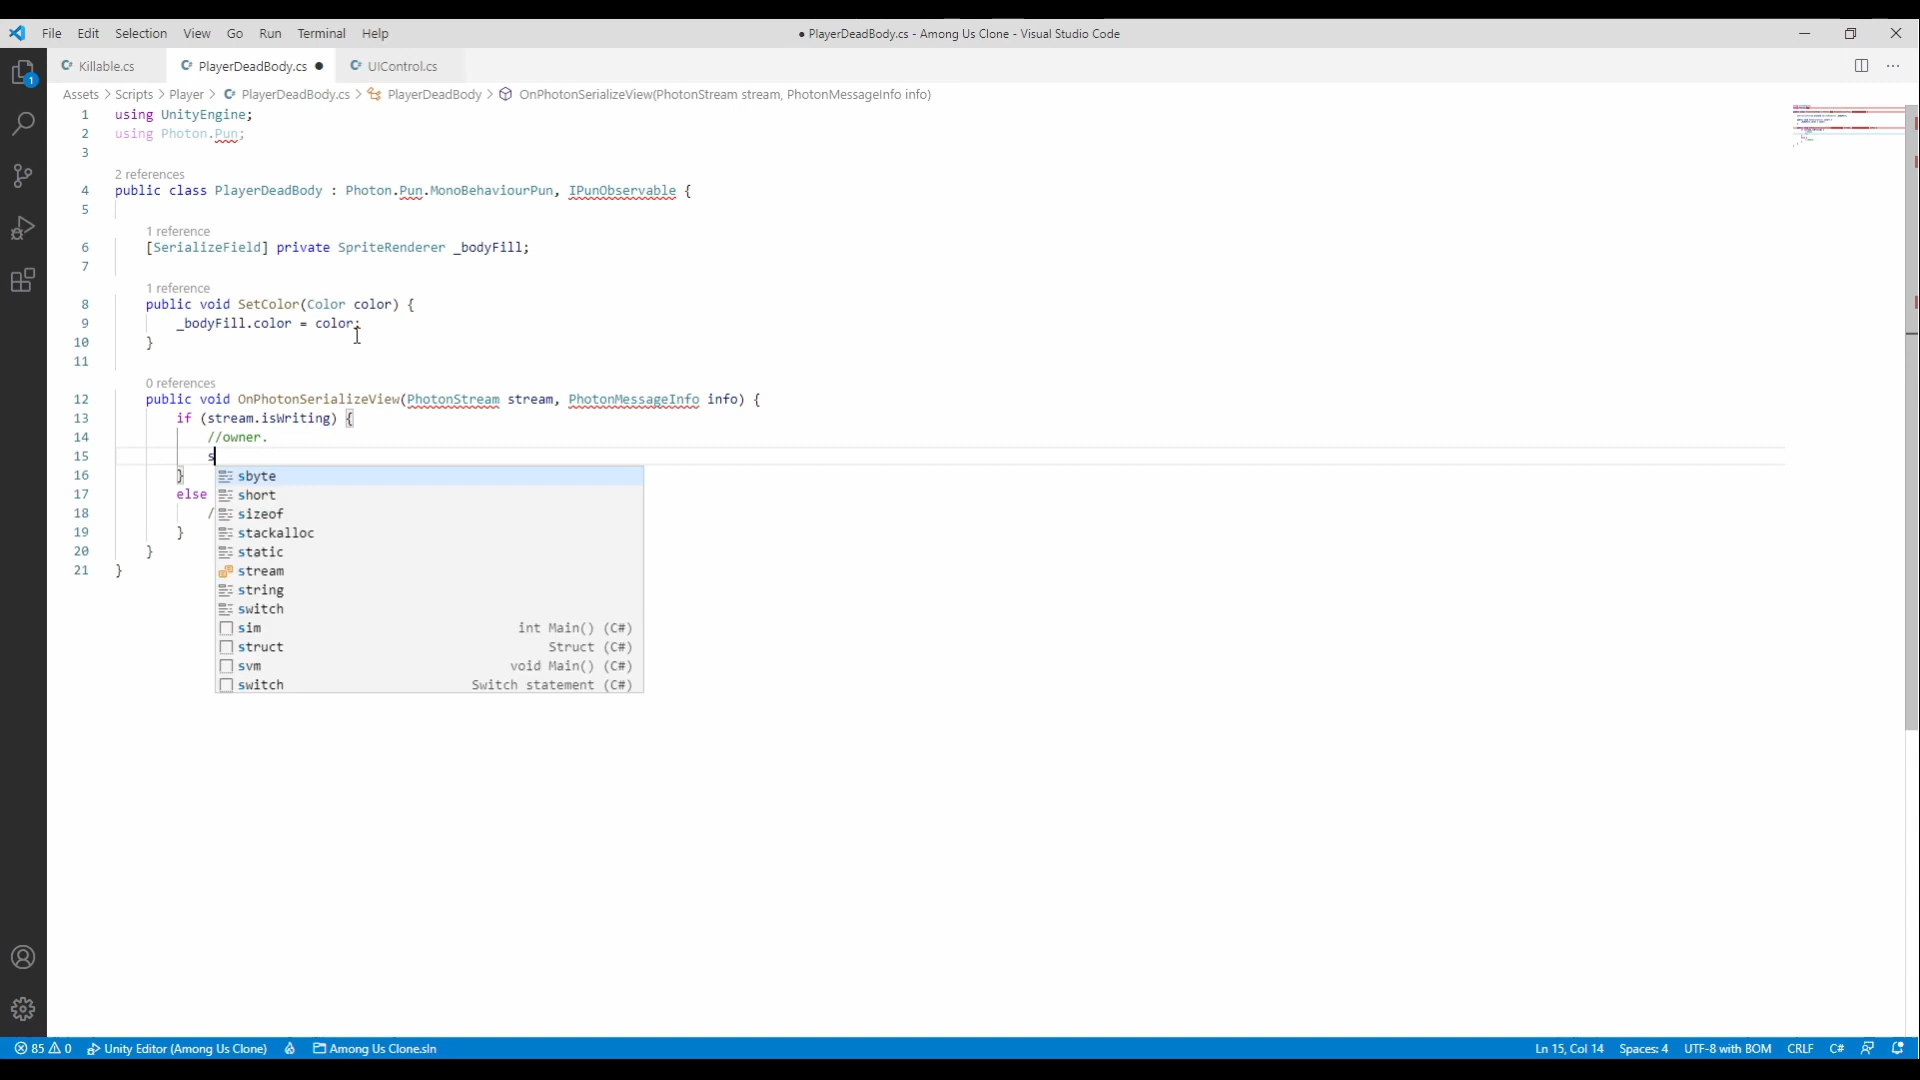 File Edit Selection View Go Run Terminal Help
● PlayerDeadBody.cs - Among Us Clone - Visual Studio Code
Killable.cs PlayerDeadBody.cs ● UIControl.cs
Assets > Scripts > Player > PlayerDeadBody.cs > PlayerDeadBody > OnPhotonSerializeView(PhotonStream stream, PhotonMessageInfo info)
1
1 using UnityEngine;
2 using Photon.Pun;
3
2 references
4 public class PlayerDeadBody : Photon.Pun.MonoBehaviourPun, IPunObservable {
5
1 reference
6 [SerializeField] private SpriteRenderer _bodyFill;
7
1 reference
8 public void SetColor(Color color) {
9 _bodyFill.color = color;
10 }
11
0 references
12 public void OnPhotonSerializeView(PhotonStream stream, PhotonMessageInfo info) {
13 if (stream.isWriting) {
14 //owner.
15 s
16 }
17 else
18 /
19 }
20 }
21 }
sbyte
short
sizeof
stackalloc
static
stream
string
switch
sim int Main() (C#)
struct Struct (C#)
svm void Main() (C#)
switch Switch statement (C#)
85 0 Unity Editor (Among Us Clone) Among Us Clone.sln
Ln 15, Col 14 Spaces: 4 UTF-8 with BOM CRLF C#